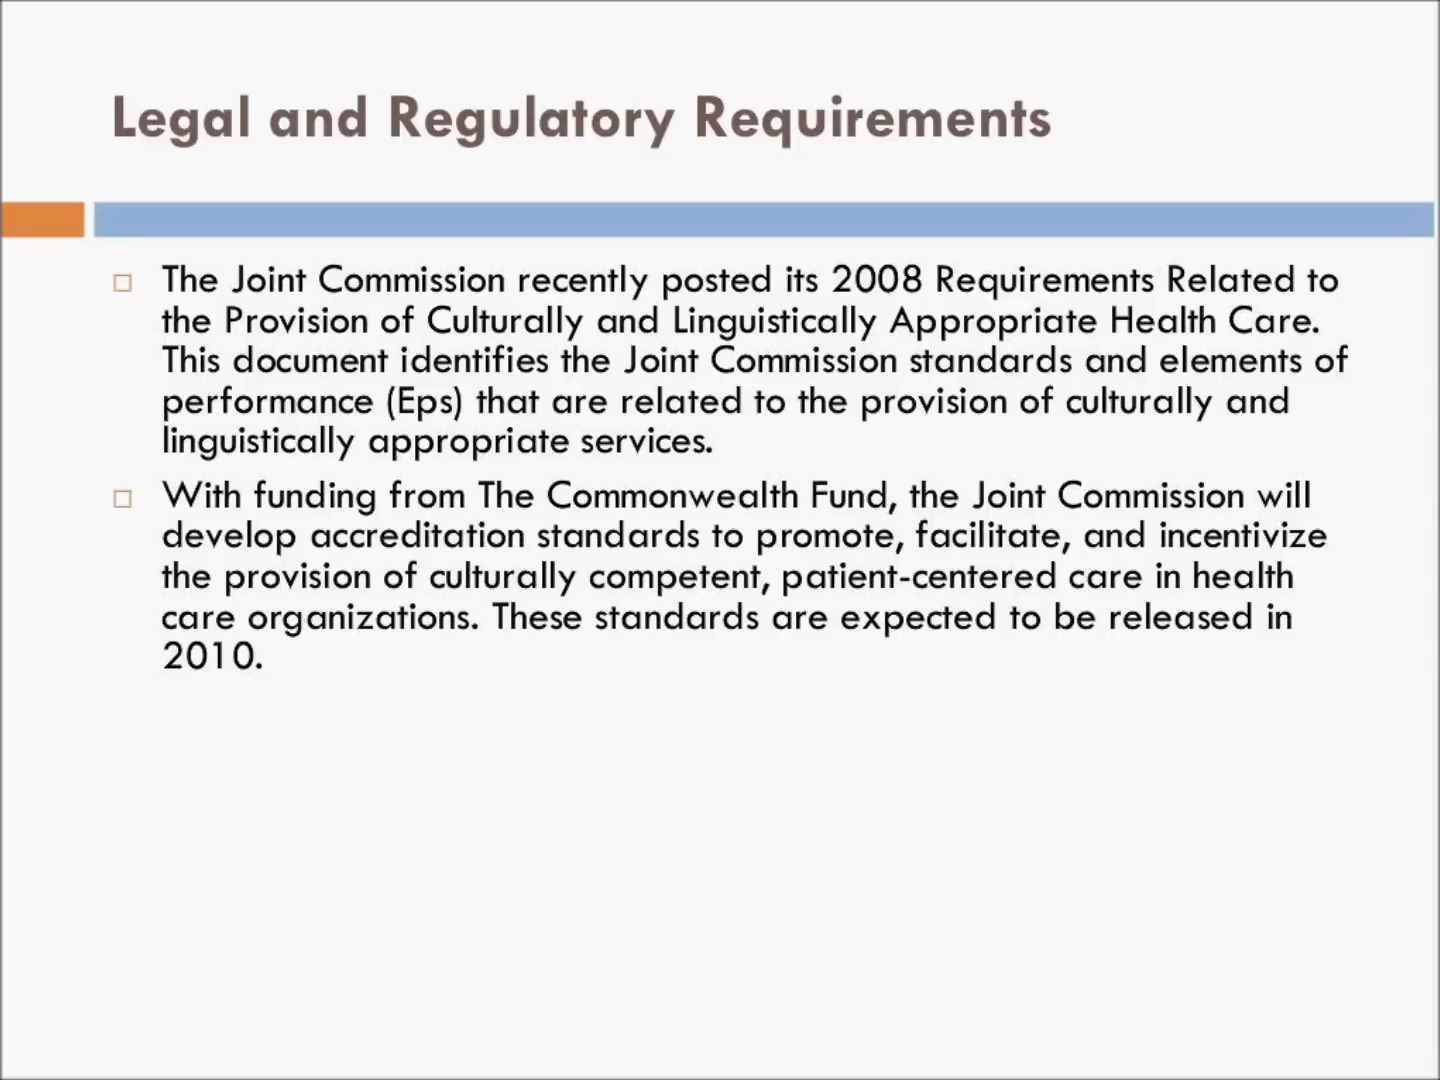 Legal and Regulatory Requirements
The Joint Commission recently posted its 2008 Requirements Related to
the Provision of Culturally and Linguistically Appropriate Health Care.
This document identifies the Joint Commission standards and elements of
performance (Eps) that are related to the provision of culturally and
linguistically appropriate services.
With funding from The Commonwealth Fund, the Joint Commission will
develop accreditation standards to promote, facilitate, and incentivize
the provision of culturally competent, patient-centered care in health
care organizations. These standards are expected to be released in
2010.